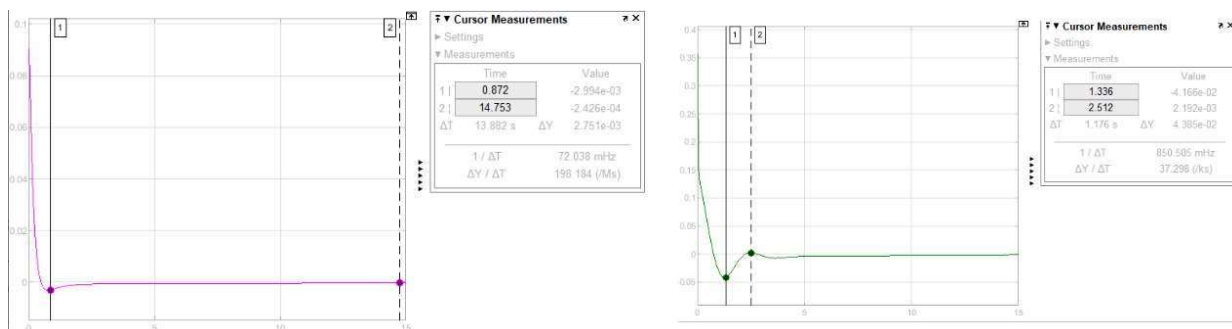 0.1
0.08
0.06
0.04
0.02
0
0
5
10
15
1
2
Cursor Measurements
Settings
Measurements
Time Value
1 | 0.872 -2.994e-03
2 ¦ 14.753 -2.426e-04
ΔT 13.882 s ΔY 2.751e-03
1 / ΔT 72.038 mHz
ΔY / ΔT 198.184 (/Ms)
0.4
0.35
0.3
0.25
0.2
0.15
0.1
0.05
0
-0.05
0
5
10
15
1
2
Cursor Measurements
Settings
Measurements
Time Value
1 | 1.336 -4.166e-02
2 ¦ 2.512 2.192e-03
ΔT 1.176 s ΔY 4.385e-02
1 / ΔT 850.505 mHz
ΔY / ΔT 37.298 (/ks)